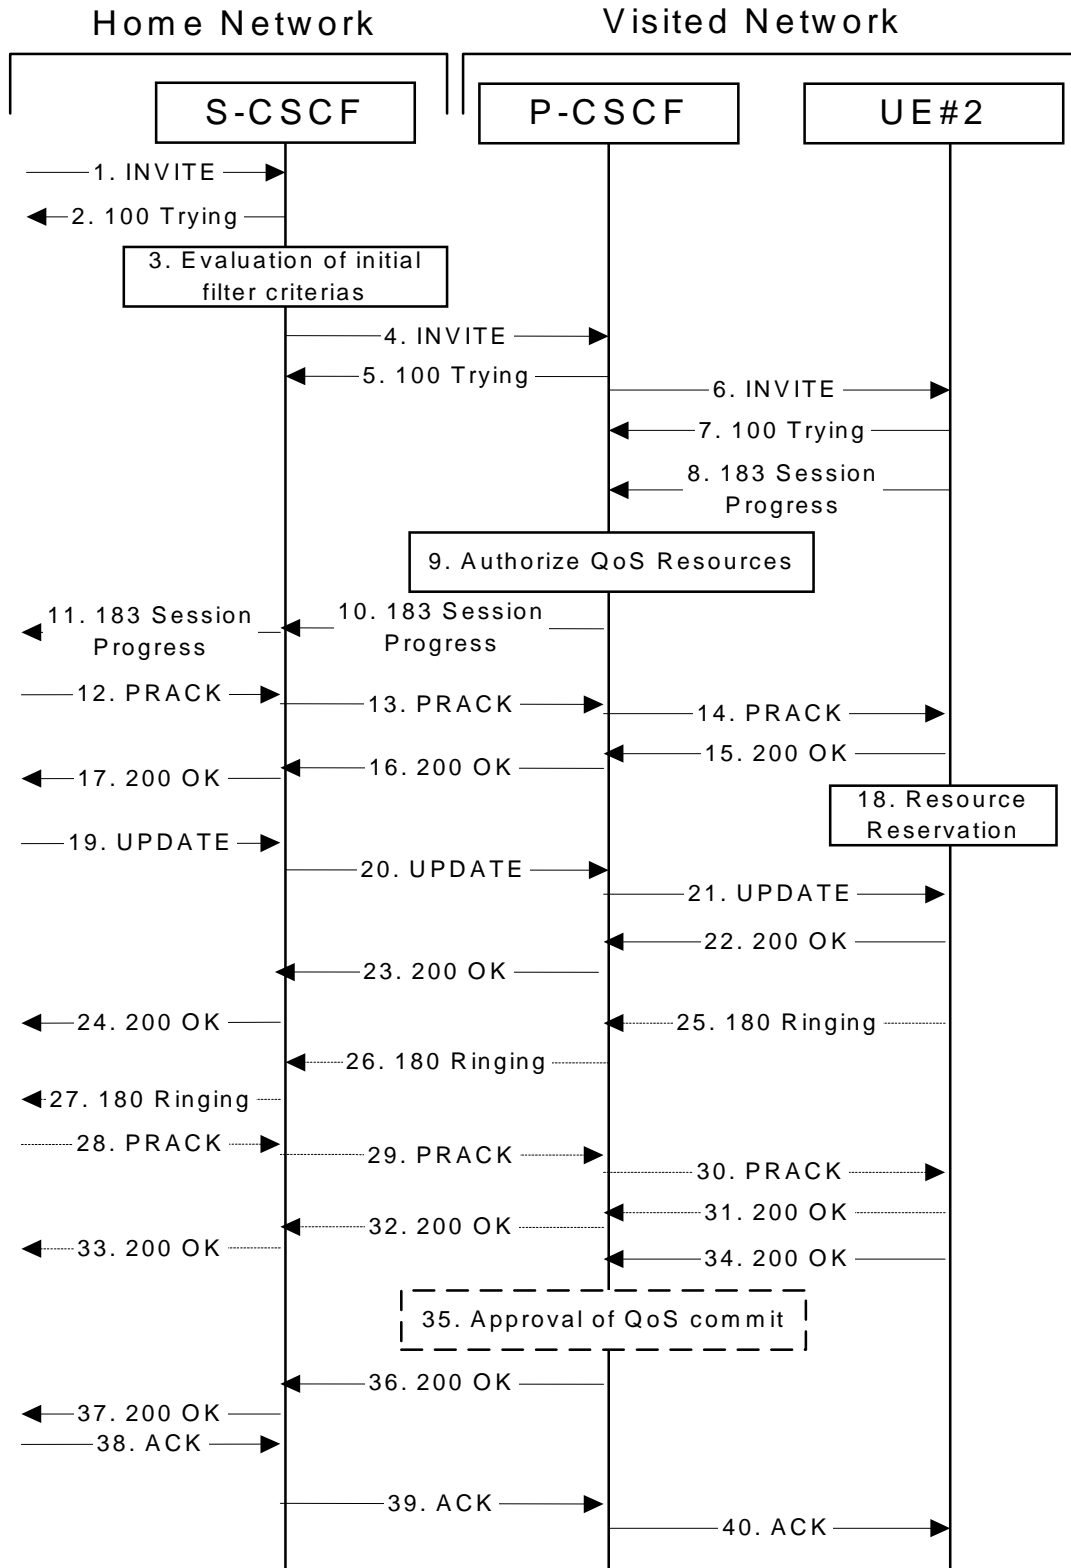 Home Network
Visited Network
S-CSCF
P-CSCF
UE#2
1. INVITE
2. 100 Trying
3. Evaluation of initial
filter criterias
4. INVITE
5. 100 Trying
6. INVITE
7. 100 Trying
8. 183 Session
Progress
9. Authorize QoS Resources
10. 183 Session
Progress
11. 183 Session
Progress
12. PRACK
13. PRACK
14. PRACK
15. 200 OK
16. 200 OK
17. 200 OK
18. Resource
Reservation
19. UPDATE
20. UPDATE
21. UPDATE
22. 200 OK
23. 200 OK
24. 200 OK
25. 180 Ringing
26. 180 Ringing
27. 180 Ringing
28. PRACK
29. PRACK
30. PRACK
31. 200 OK
32. 200 OK
33. 200 OK
34. 200 OK
35. Approval of QoS commit
36. 200 OK
37. 200 OK
38. ACK
39. ACK
40. ACK